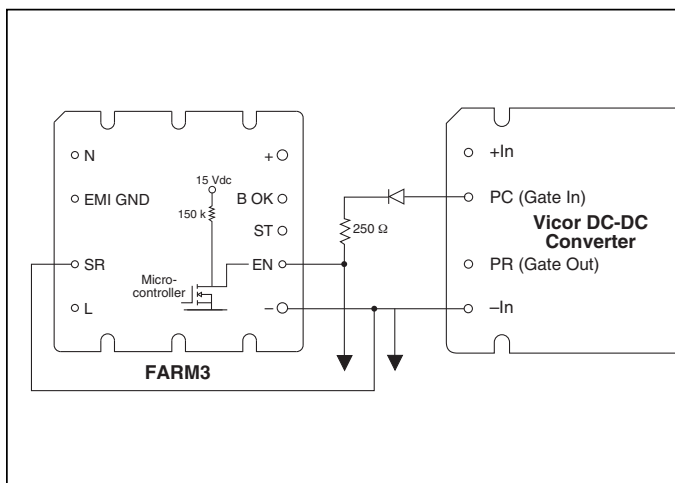 N
EMI GND
SR
L
15 Vdc
150 k
Micro-
controller
+
B OK
ST
EN
–
FARM3
250 Ω
+In
PC (Gate In)
Vicor DC-DC
Converter
PR (Gate Out)
–In